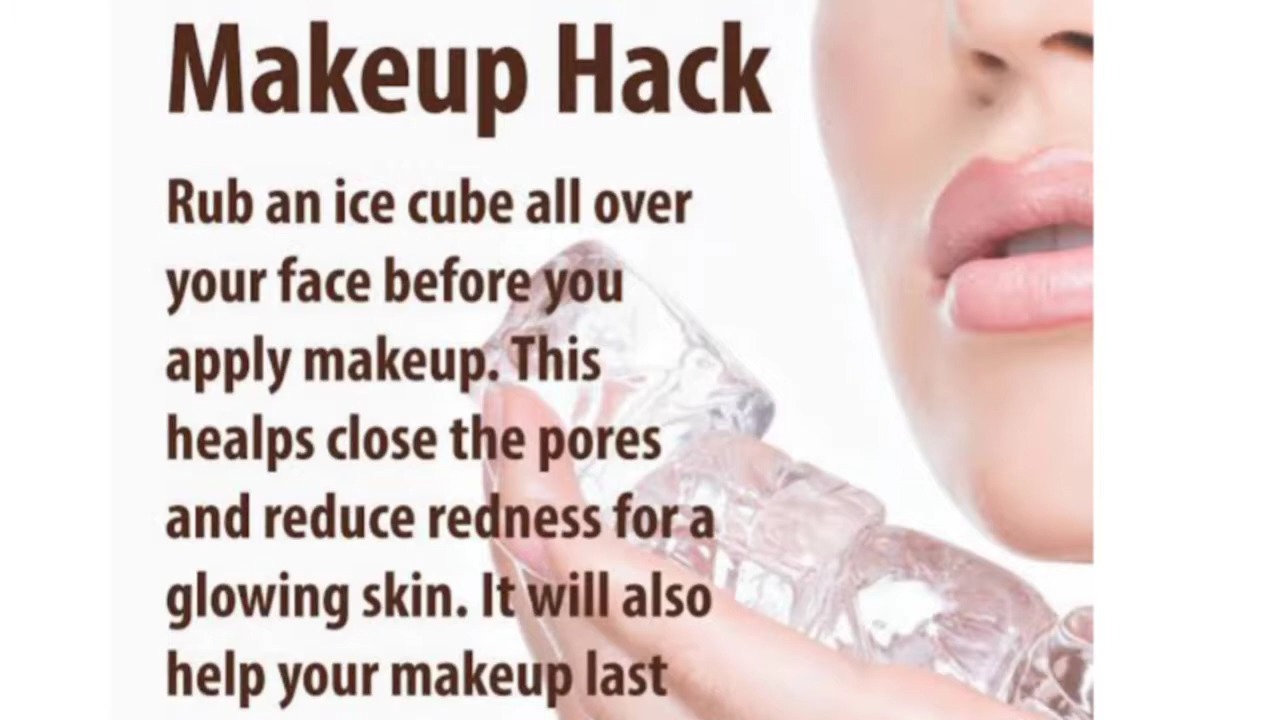 Makeup Hack
Rub an ice cube all over
your face before you
apply makeup. This
healps close the pores
and reduce redness for a
glowing skin. It will also
help your makeup last